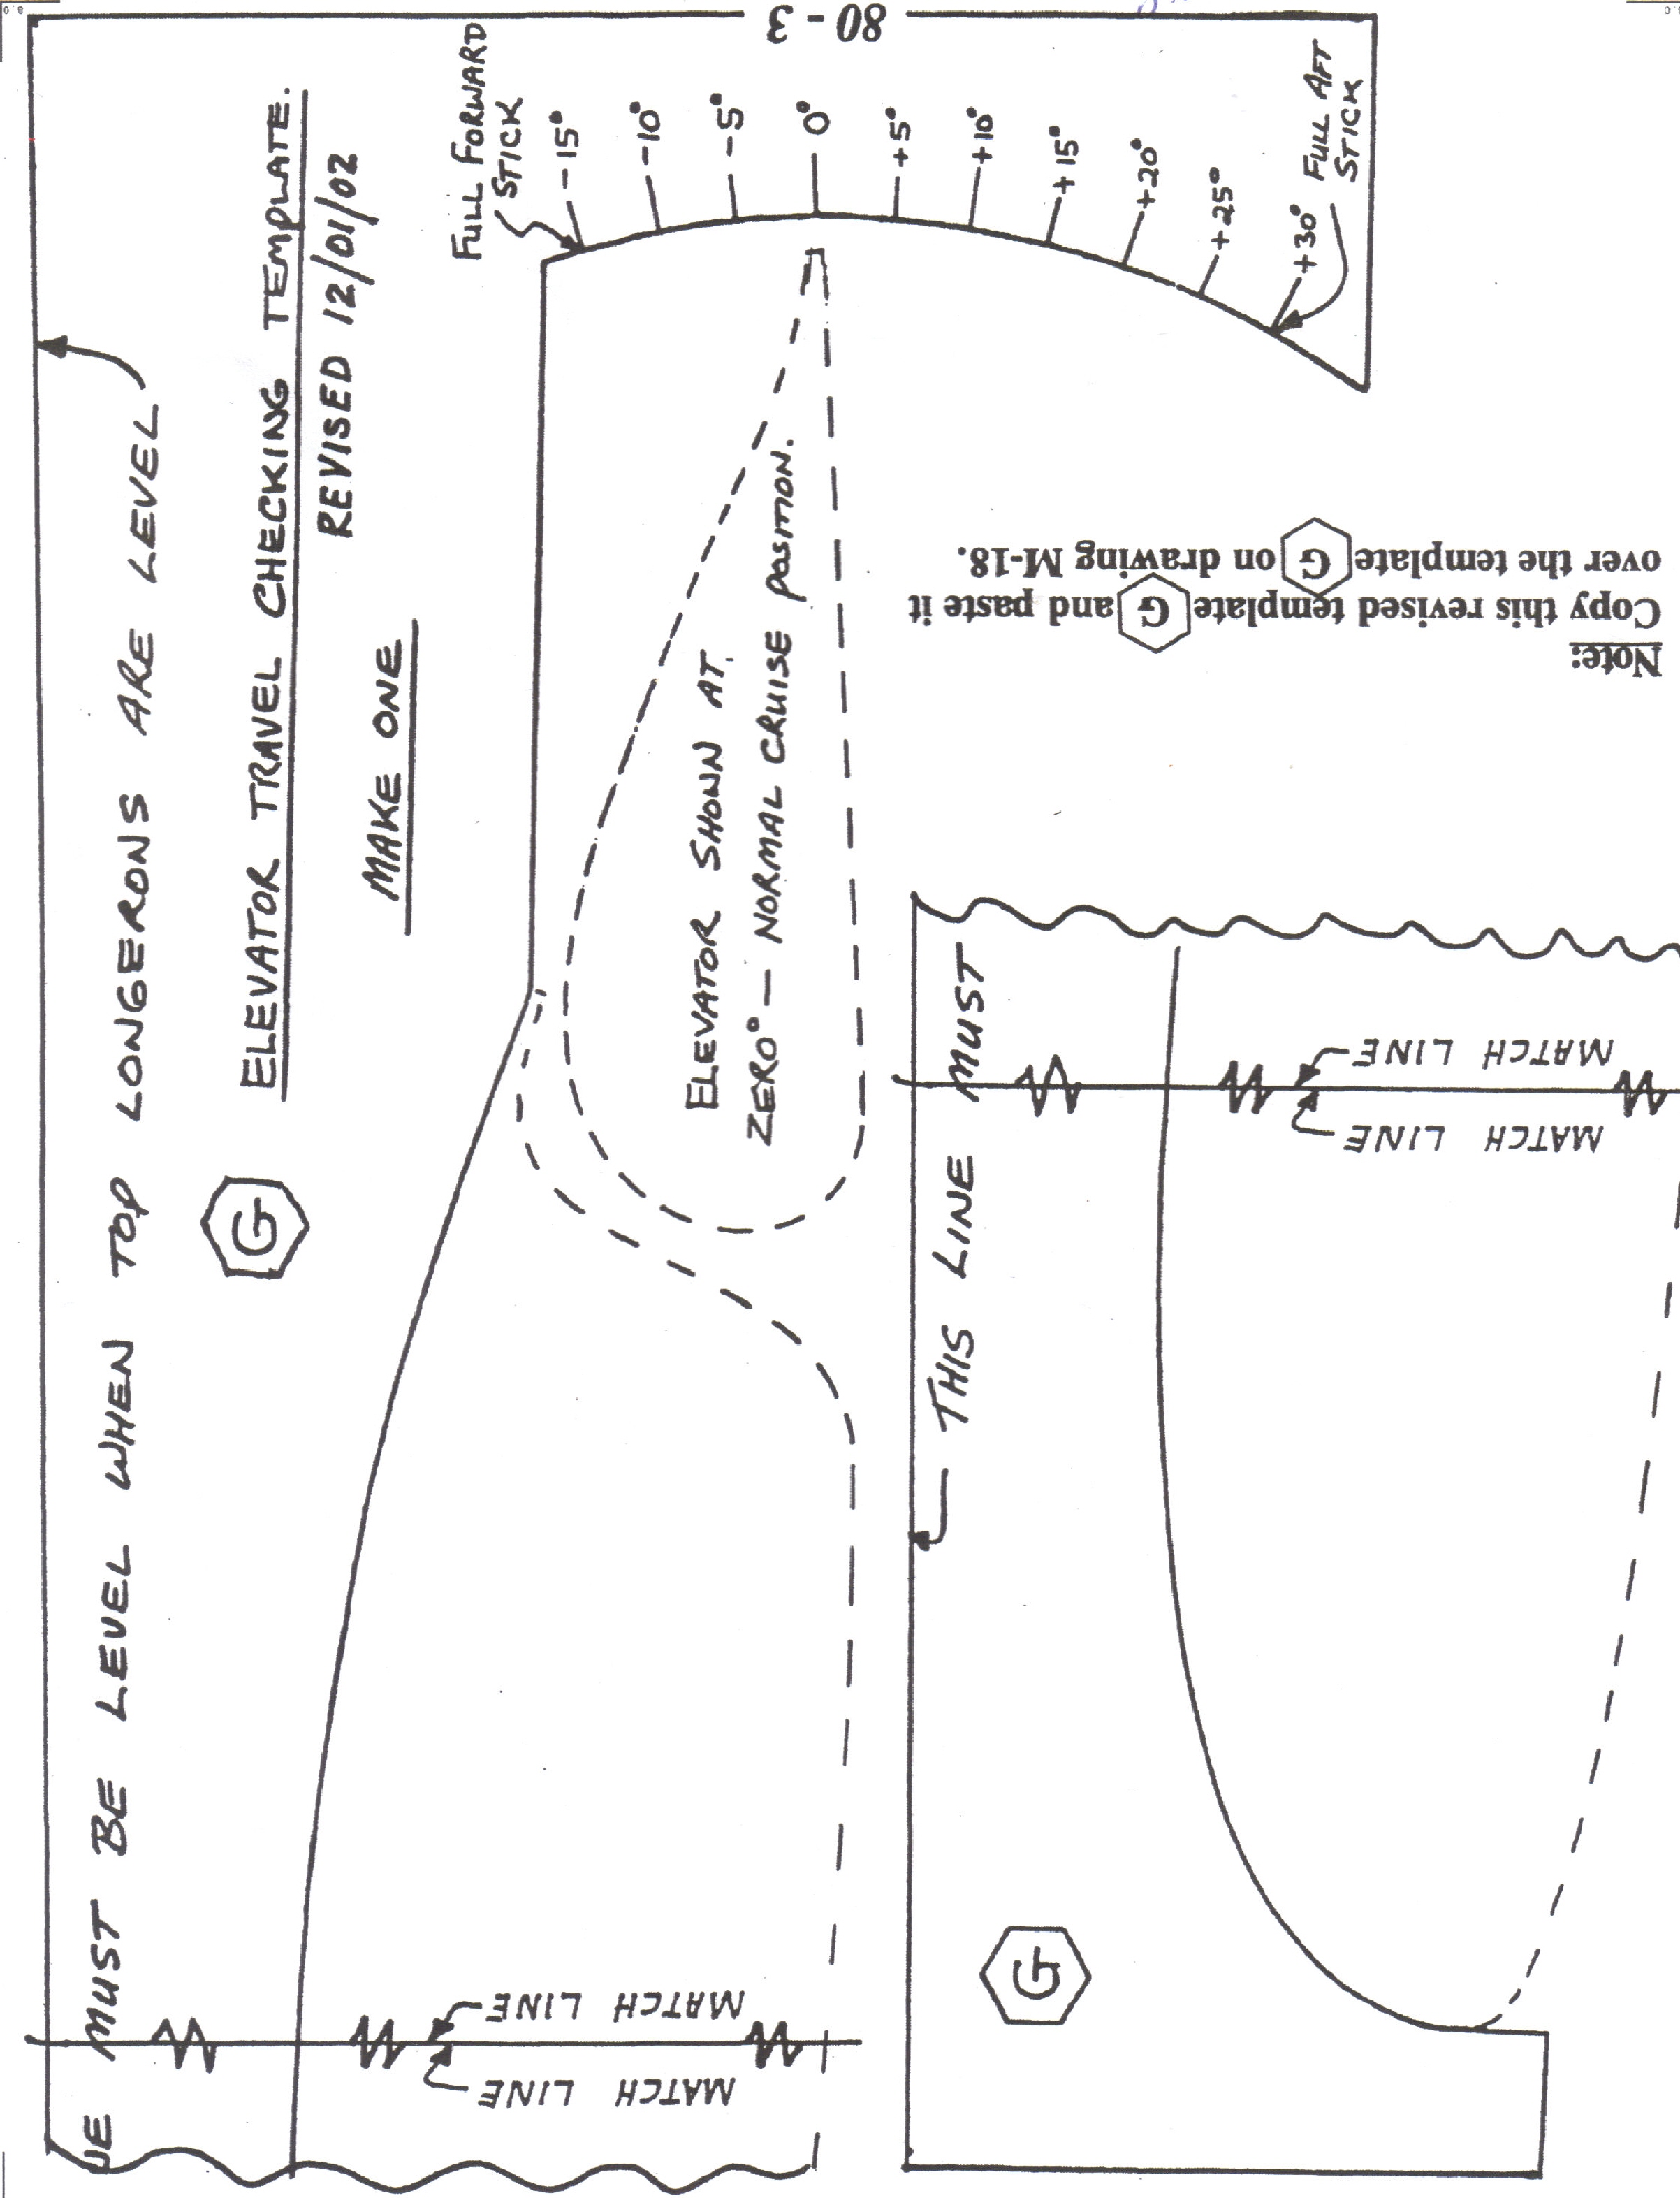 80-3
MUST BE LEVEL WHEN TOP LONGERONS ARE LEVEL
G
ELEVATOR TRAVEL CHECKING TEMPLATE.
REVISED 12/01/02
MAKE ONE
FULL FORWARD
STICK
-15°
-10°
-5°
0°
+5°
+10°
+15°
+20°
+25°
+30°
FULL AFT
STICK
ELEVATOR SHOWN AT
ZERO° — NORMAL CRUISE POSITION.
MATCH LINE
MATCH LINE
Note:
Copy this revised template G and paste it
over the template G on drawing M-18.
THIS LINE MUST
MATCH LINE
MATCH LINE
G